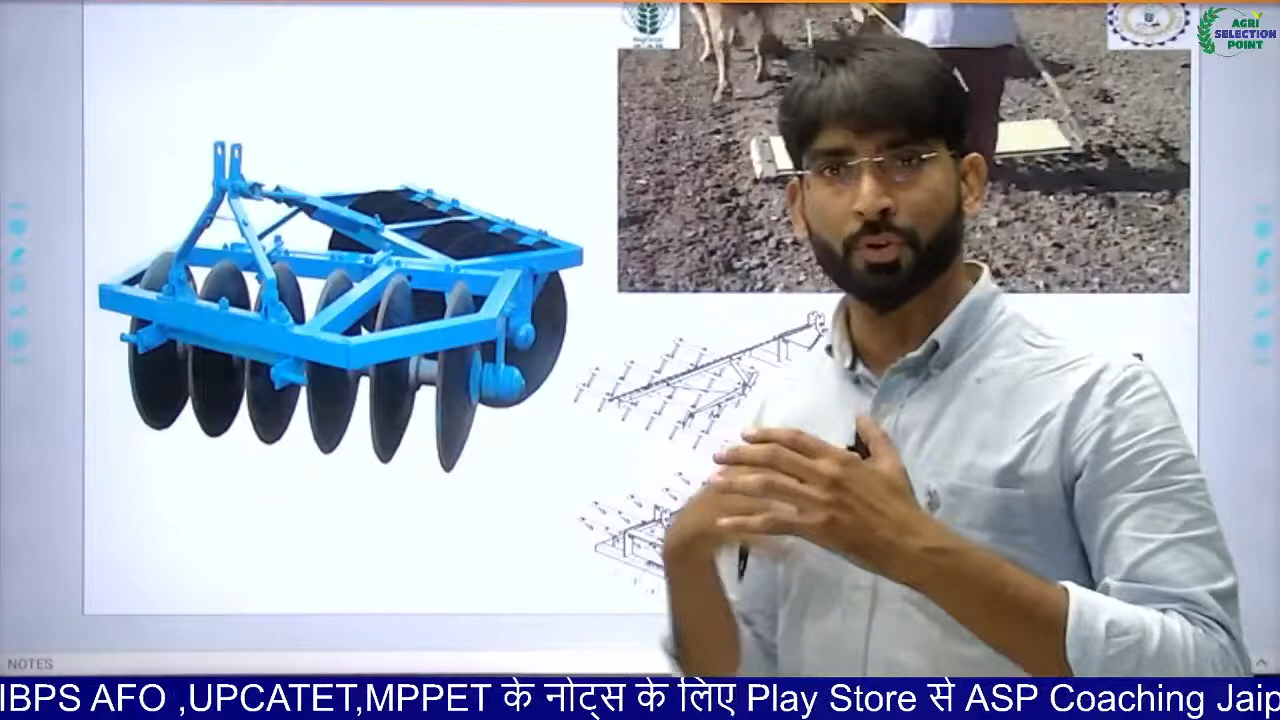 AGRI
SELECTION
POINT
NOTES
IBPS AFO ,UPCATET,MPPET के नोट्स के लिए Play Store से ASP Coaching Jaip